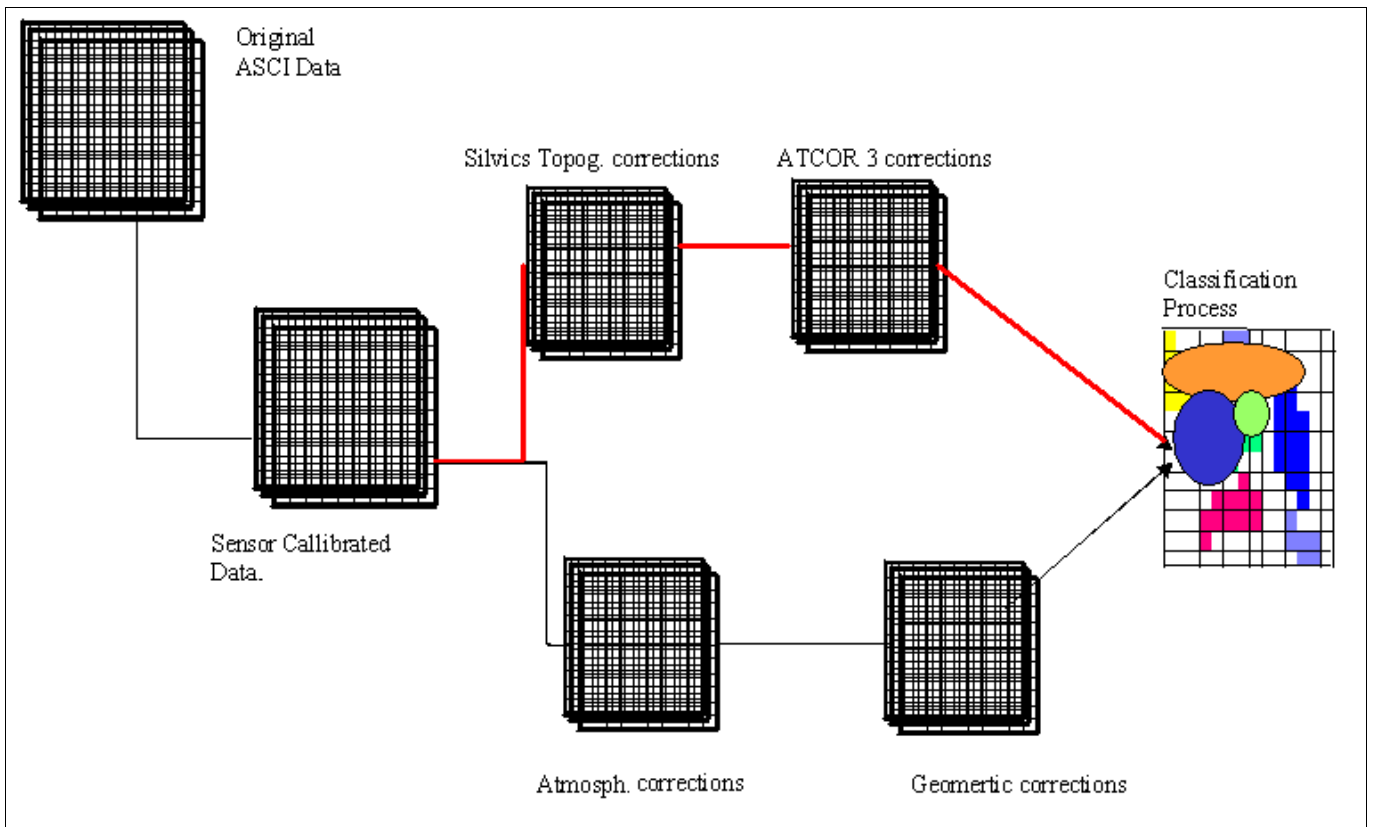 Original
ASCI Data
Silvics Topog. corrections
ATCOR 3 corrections
Classification
Process
Sensor Callibrated
Data.
Atmosph. corrections
Geomertic corrections